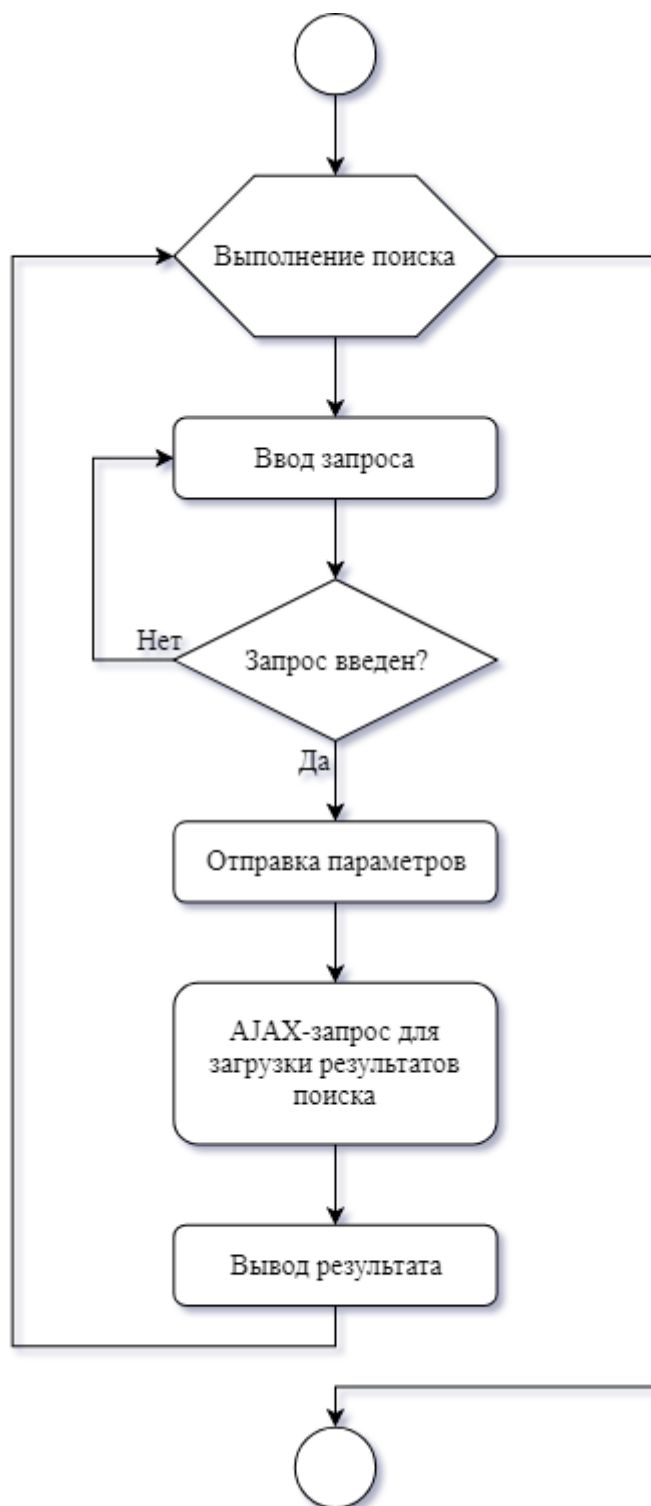 Выполнение поиска
Ввод запроса
Нет
Запрос введен?
Да
Отправка параметров
AJAX-запрос для
загрузки результатов
поиска
Вывод результата